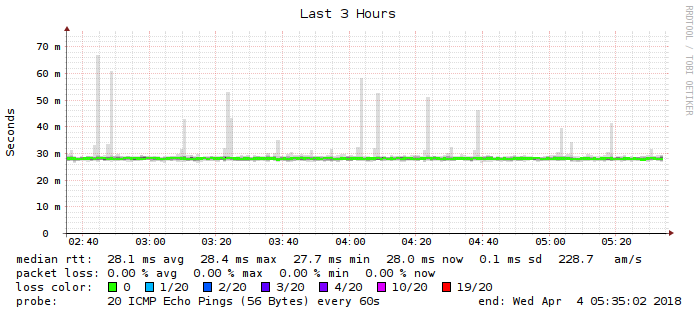 Last 3 Hours
RRDTOOL / TOBI OETIKER
Seconds
70 m
60 m
50 m
40 m
30 m
20 m
10 m
0
02:40 03:00 03:20 03:40 04:00 04:20 04:40 05:00 05:20
median rtt: 28.1 ms avg 28.4 ms max 27.7 ms min 28.0 ms now 0.1 ms sd 228.7 am/s
packet loss: 0.00 % avg 0.00 % max 0.00 % min 0.00 % now
loss color: 0 1/20 2/20 3/20 4/20 10/20 19/20
probe: 20 ICMP Echo Pings (56 Bytes) every 60s end: Wed Apr 4 05:35:02 2018